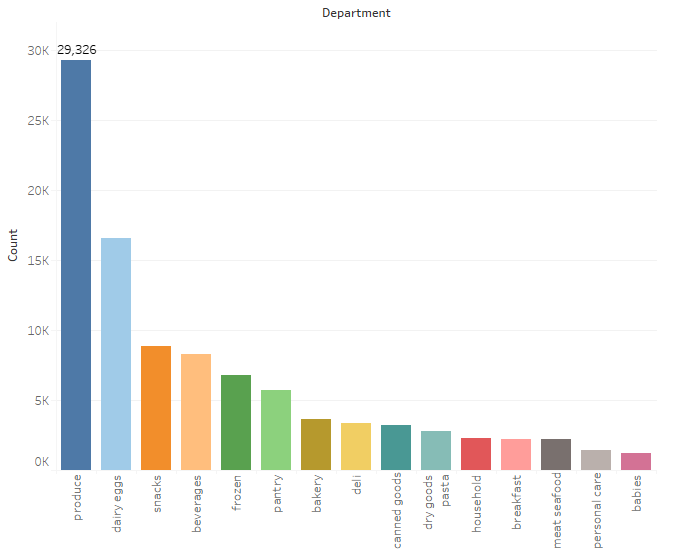 Department
29,326
30K
25K
20K
15K
10K
5K
0K
Count
produce
dairy eggs
snacks
beverages
frozen
pantry
bakery
deli
canned goods
dry goods
pasta
household
breakfast
meat seafood
personal care
babies